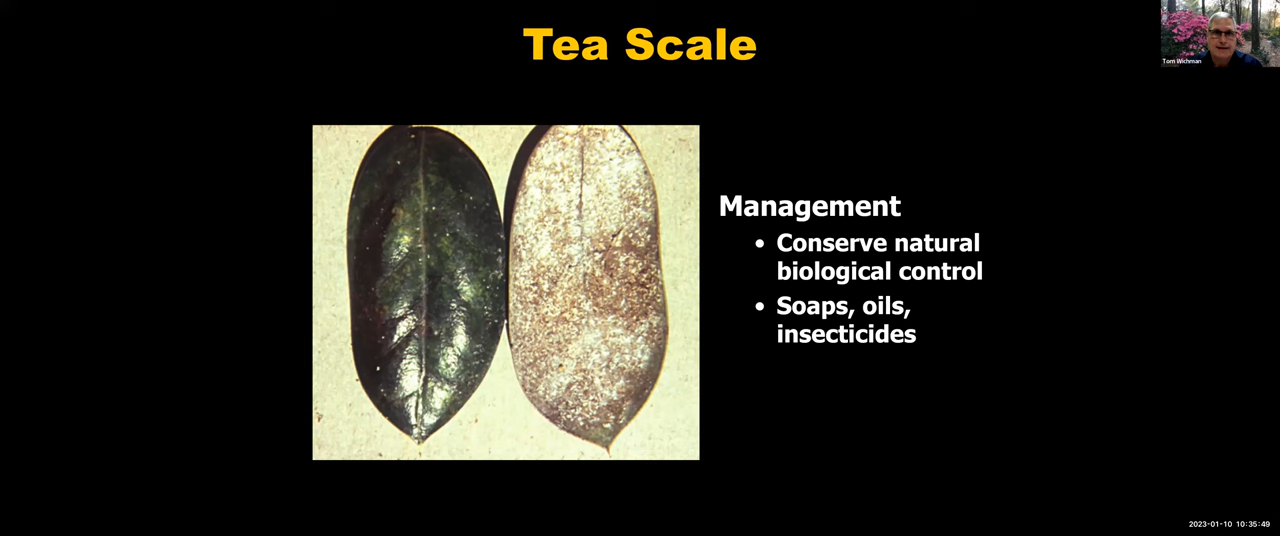 Tea Scale
Tom Wichman
Management
• Conserve natural
biological control
• Soaps, oils,
insecticides
2023-01-10 10:35:49